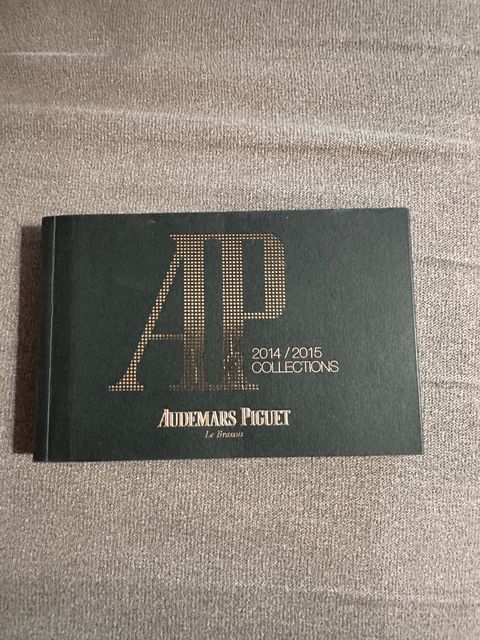 AP
2014 / 2015
COLLECTIONS
AUDEMARS PIGUET
Le Brassus